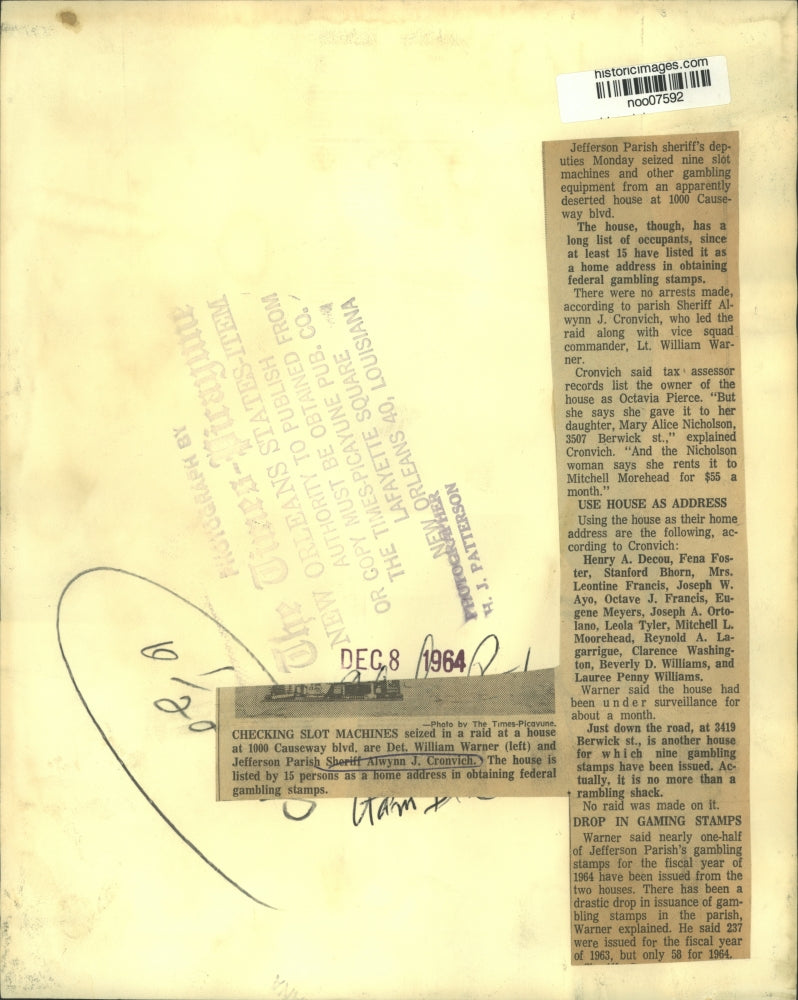 historicimages.com
noo07592
Jefferson Parish sheriff's dep-
uties Monday seized nine slot
machines and other gambling
equipment from an apparently
deserted house at 1000 Cause-
way blvd.
The house, though, has a
long list of occupants, since
at least 15 have listed it as
a home address in obtaining
federal gambling stamps.
There were no arrests made,
according to parish Sheriff Al-
wynn J. Cronvich, who led the
raid along with vice squad
commander, Lt. William War-
ner.
Cronvich said tax assessor
records list the owner of the
house as Octavia Pierce. "But
she says she gave it to her
daughter, Mary Alice Nicholson,
3507 Berwick st.," explained
Cronvich. "And the Nicholson
woman says she rents it to
Mitchell Morehead for $55 a
month."
USE HOUSE AS ADDRESS
Using the house as their home
address are the following, ac-
cording to Cronvich:
Henry A. Decou, Fena Fos-
ter, Stanford Bhorn, Mrs.
Leontine Francis, Joseph W.
Ayo, Octave J. Francis, Eu-
gene Meyers, Joseph A. Orto-
lano, Leola Tyler, Mitchell L.
Moorehead, Reynold A. La-
garrigue, Clarence Washing-
ton, Beverly D. Williams, and
Lauree Penny Williams.
Warner said the house had
been under surveillance for
about a month.
Just down the road, at 3419
Berwick st., is another house
for which nine gambling
stamps have been issued. Ac-
tually, it is no more than a
rambling shack.
No raid was made on it.
DROP IN GAMING STAMPS
Warner said nearly one-half
of Jefferson Parish's gambling
stamps for the fiscal year of
1964 have been issued from the
two houses. There has been a
drastic drop in issuance of gam-
bling stamps in the parish,
Warner explained. He said 237
were issued for the fiscal year
of 1963, but only 58 for 1964.
PHOTOGRAPH BY
The Times-Picayune
NEW ORLEANS STATES-ITEM
AUTHORITY TO PUBLISH FROM
OR COPY MUST BE OBTAINED FROM
THE TIMES-PICAYUNE PUB. CO.
LAFAYETTE SQUARE
NEW ORLEANS 40, LOUISIANA
PHOTOGRAPHER
H. J. PATTERSON
DEC 8 1964
—Photo by The Times-Picayune.
CHECKING SLOT MACHINES seized in a raid at a house
at 1000 Causeway blvd. are Det. William Warner (left) and
Jefferson Parish Sheriff Alwynn J. Cronvich. The house is
listed by 15 persons as a home address in obtaining federal
gambling stamps.